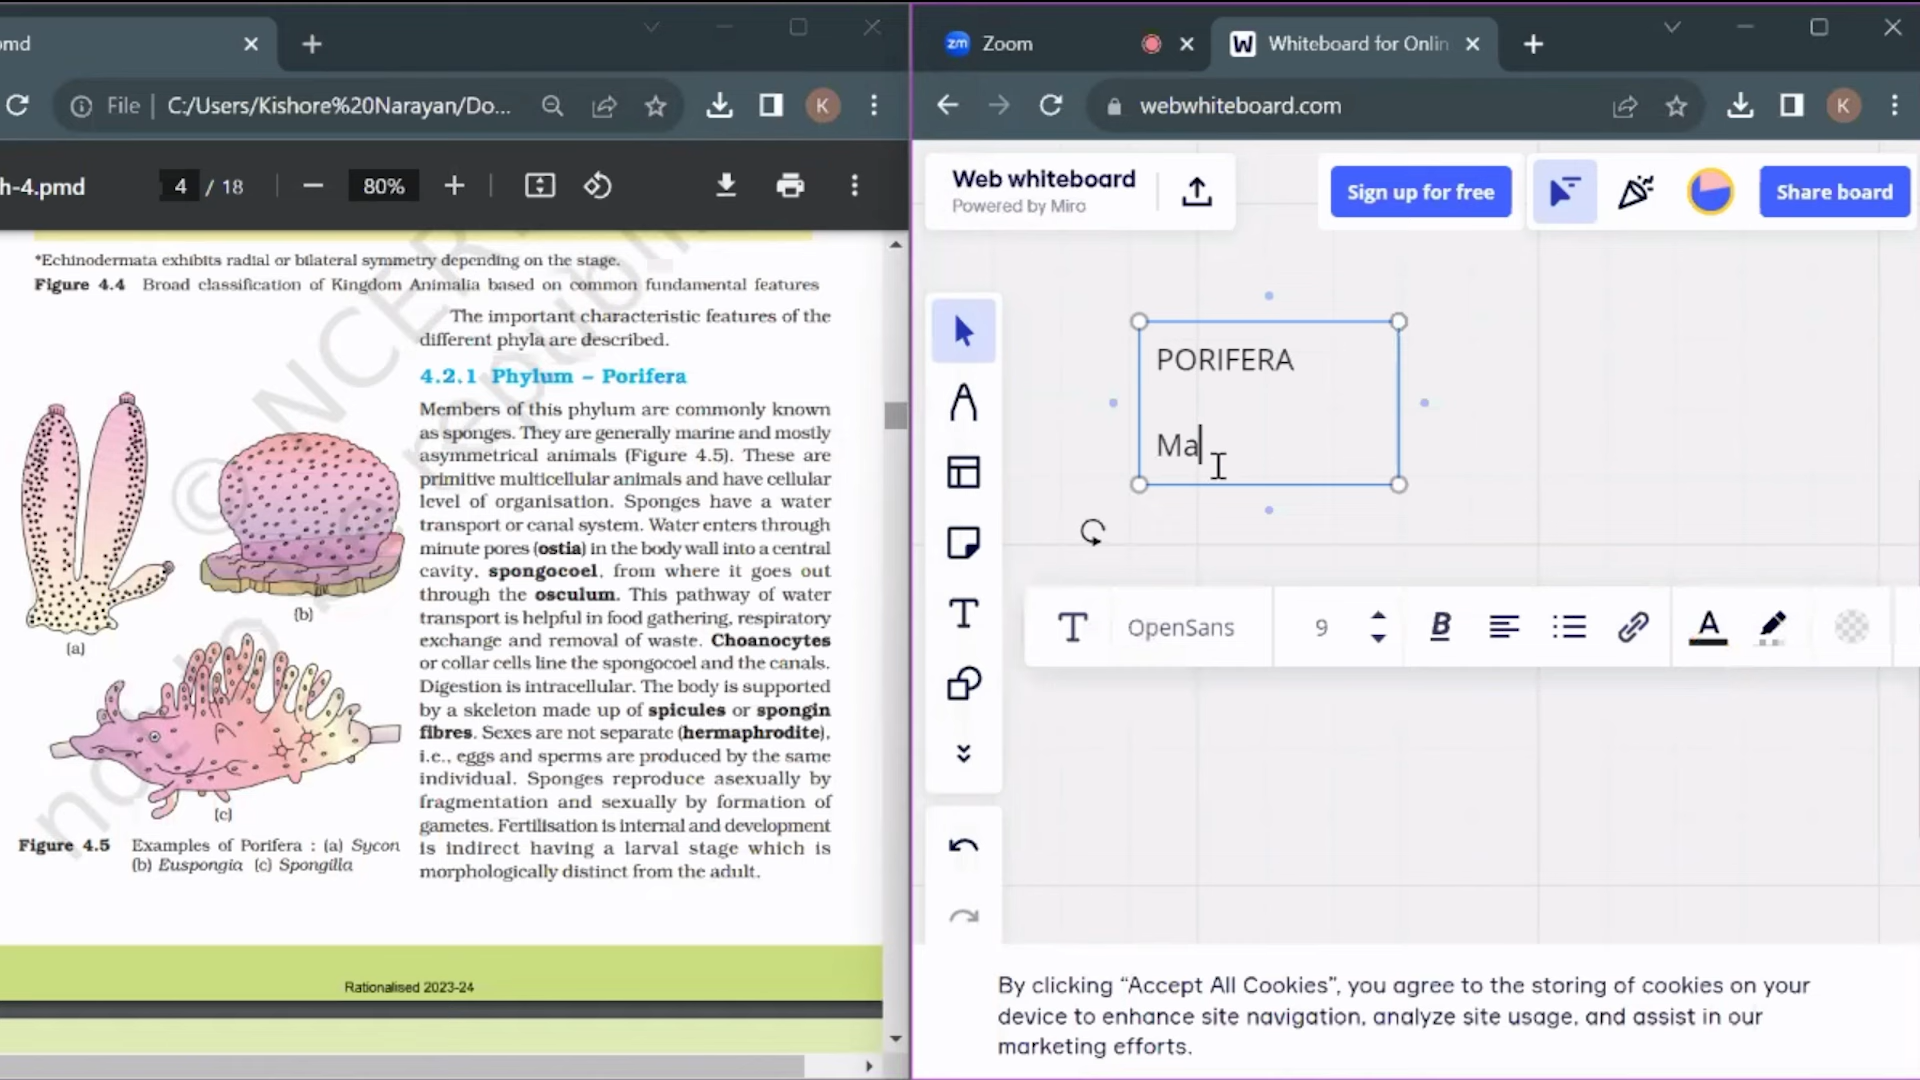 omd
Zoom
Whiteboard for Onlin
File
C:/Users/Kishore%20Narayan/Do...
K
webwhiteboard.com
K
h-4.pmd
4 / 18
80%
Web whiteboard
Powered by Miro
Sign up for free
Share board
*Echinodermata exhibits radial or bilateral symmetry depending on the stage.
Figure 4.4 Broad classification of Kingdom Animalia based on common fundamental features
The important characteristic features of the
different phyla are described.
4.2.1 Phylum – Porifera
Members of this phylum are commonly known
as sponges. They are generally marine and mostly
asymmetrical animals (Figure 4.5). These are
primitive multicellular animals and have cellular
level of organisation. Sponges have a water
transport or canal system. Water enters through
minute pores (ostia) in the body wall into a central
cavity, spongocoel, from where it goes out
through the osculum. This pathway of water
transport is helpful in food gathering, respiratory
exchange and removal of waste. Choanocytes
or collar cells line the spongocoel and the canals.
Digestion is intracellular. The body is supported
by a skeleton made up of spicules or spongin
fibres. Sexes are not separate (hermaphrodite),
i.e., eggs and sperms are produced by the same
individual. Sponges reproduce asexually by
fragmentation and sexually by formation of
gametes. Fertilisation is internal and development
is indirect having a larval stage which is
morphologically distinct from the adult.
(a)
(b)
(c)
Figure 4.5 Examples of Porifera : (a) Sycon
(b) Euspongia (c) Spongilla
Rationalised 2023-24
PORIFERA
Ma
OpenSans
9
By clicking “Accept All Cookies”, you agree to the storing of cookies on your
device to enhance site navigation, analyze site usage, and assist in our
marketing efforts.